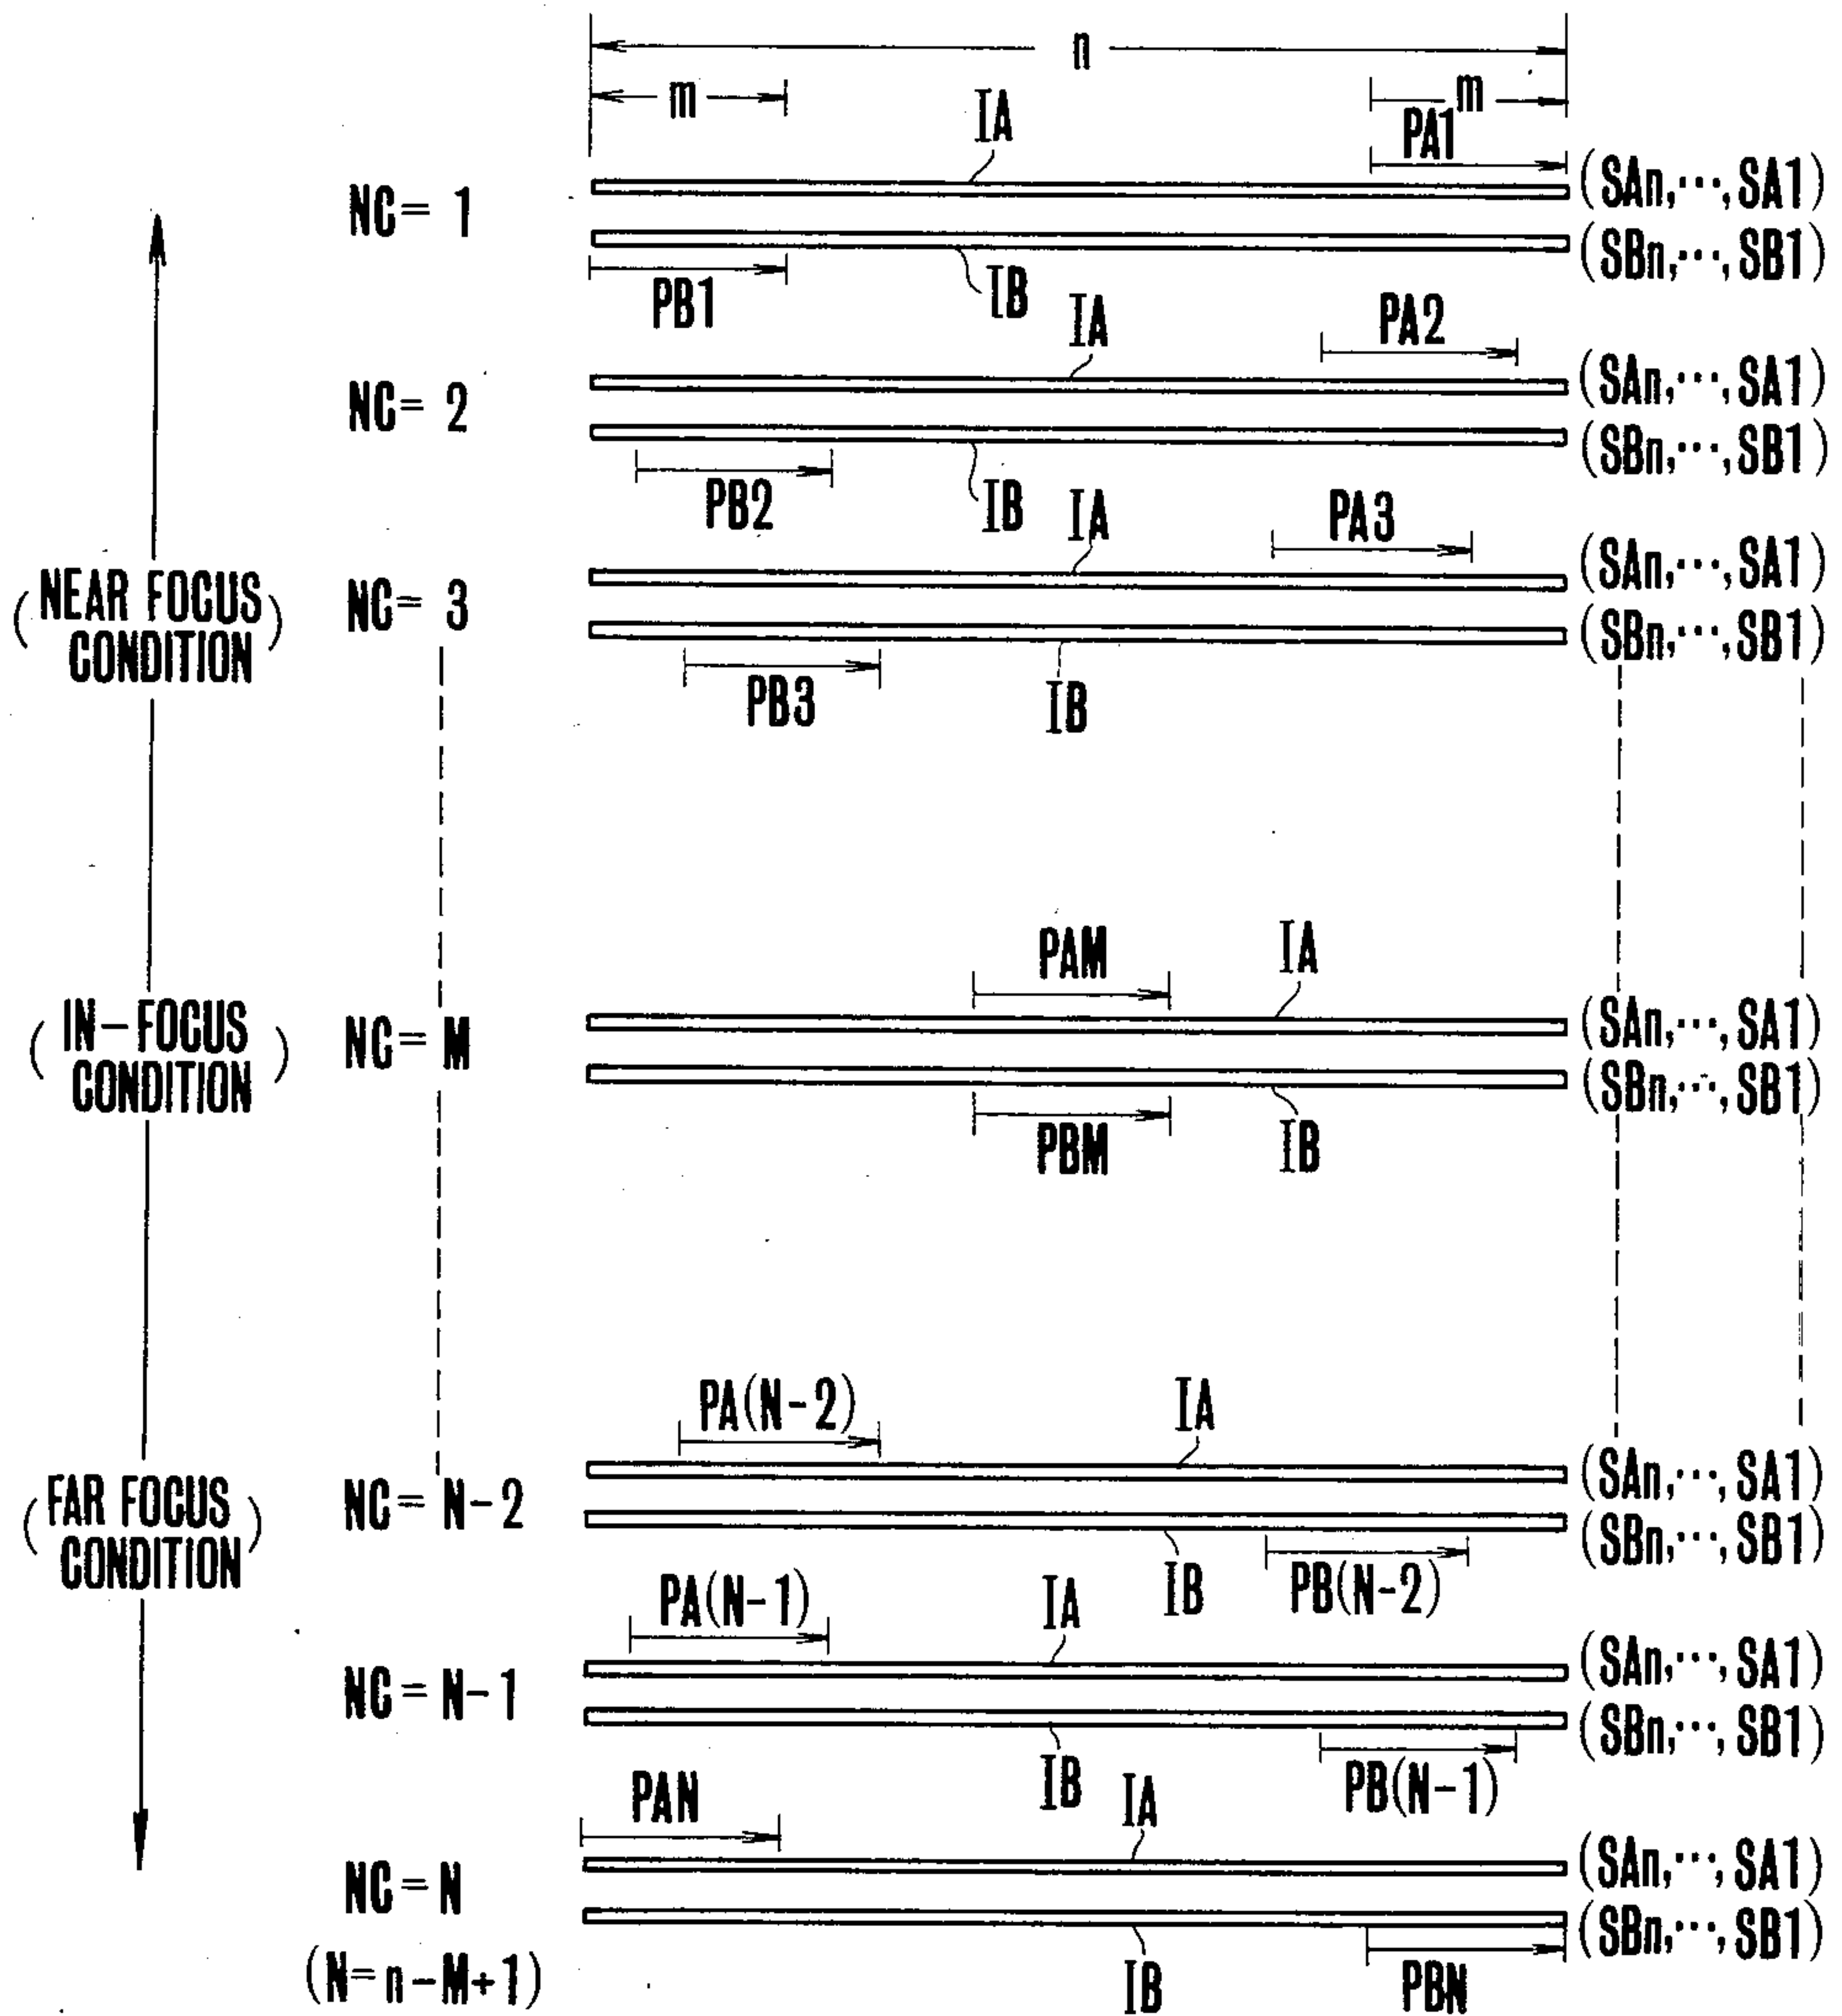 n
m
m
IA
PA1
NC = 1
(SAn,···,SA1)
(SBn,···,SB1)
PB1
IB
IA
PA2
NC = 2
(SAn,···,SA1)
(SBn,···,SB1)
PB2
IB
IA
PA3
(NEAR FOCUS
CONDITION)
NC = 3
(SAn,···,SA1)
(SBn,···,SB1)
PB3
IB
PAM
IA
(IN-FOCUS
CONDITION)
NC = M
(SAn,···,SA1)
(SBn,···,SB1)
PBM
IB
PA(N-2)
IA
(FAR FOCUS
CONDITION)
NC = N-2
(SAn,···,SA1)
(SBn,···,SB1)
IB
PB(N-2)
PA(N-1)
IA
NC = N-1
(SAn,···,SA1)
(SBn,···,SB1)
IB
PB(N-1)
PAN
IA
NC = N
(SAn,···,SA1)
(SBn,···,SB1)
(N=n-M+1)
IB
PBN